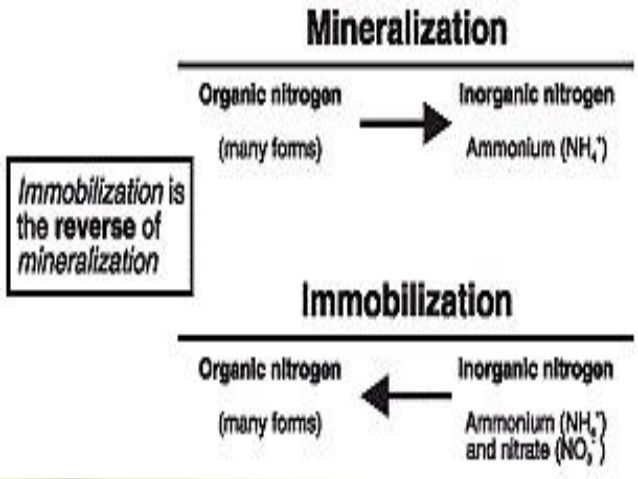 Mineralization
Organic nitrogen Inorganic nitrogen
(many forms) Ammonium (NH₄⁺)
Immobilization is
the reverse of
mineralization
Immobilization
Organic nitrogen Inorganic nitrogen
(many forms) Ammonium (NH₄⁺)
and nitrate (NO₃⁻)